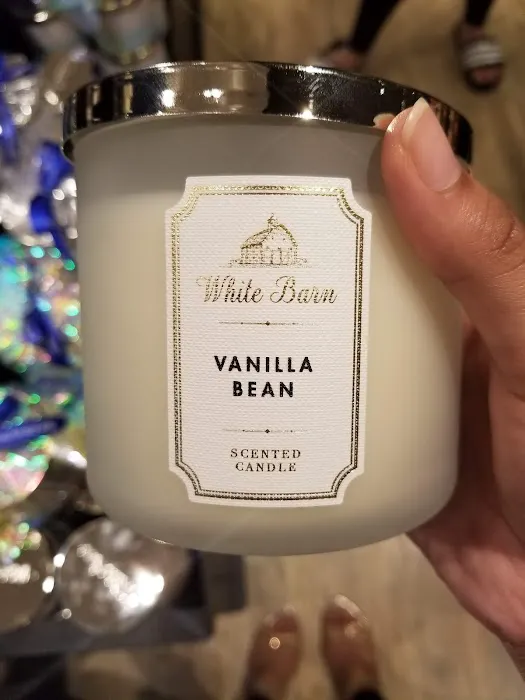 White Barn
VANILLA
BEAN
SCENTED
CANDLE